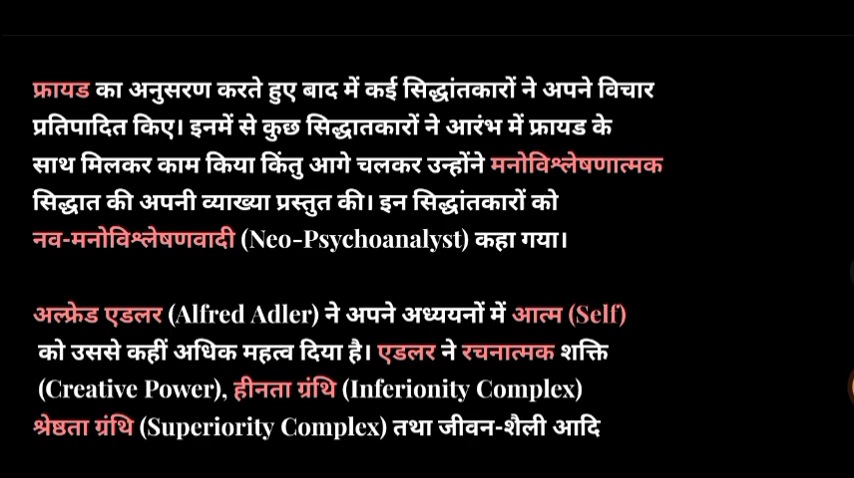 फ्रायड का अनुसरण करते हुए बाद में कई सिद्धांतकारों ने अपने विचार
प्रतिपादित किए। इनमें से कुछ सिद्धातकारों ने आरंभ में फ्रायड के
साथ मिलकर काम किया किंतु आगे चलकर उन्होंने मनोविश्लेषणात्मक
सिद्धात की अपनी व्याख्या प्रस्तुत की। इन सिद्धांतकारों को
नव-मनोविश्लेषणवादी (Neo-Psychoanalyst) कहा गया।
अल्फ्रेड एडलर (Alfred Adler) ने अपने अध्ययनों में आत्म (Self)
को उससे कहीं अधिक महत्व दिया है। एडलर ने रचनात्मक शक्ति
(Creative Power), हीनता ग्रंथि (Inferionity Complex)
श्रेष्ठता ग्रंथि (Superiority Complex) तथा जीवन-शैली आदि